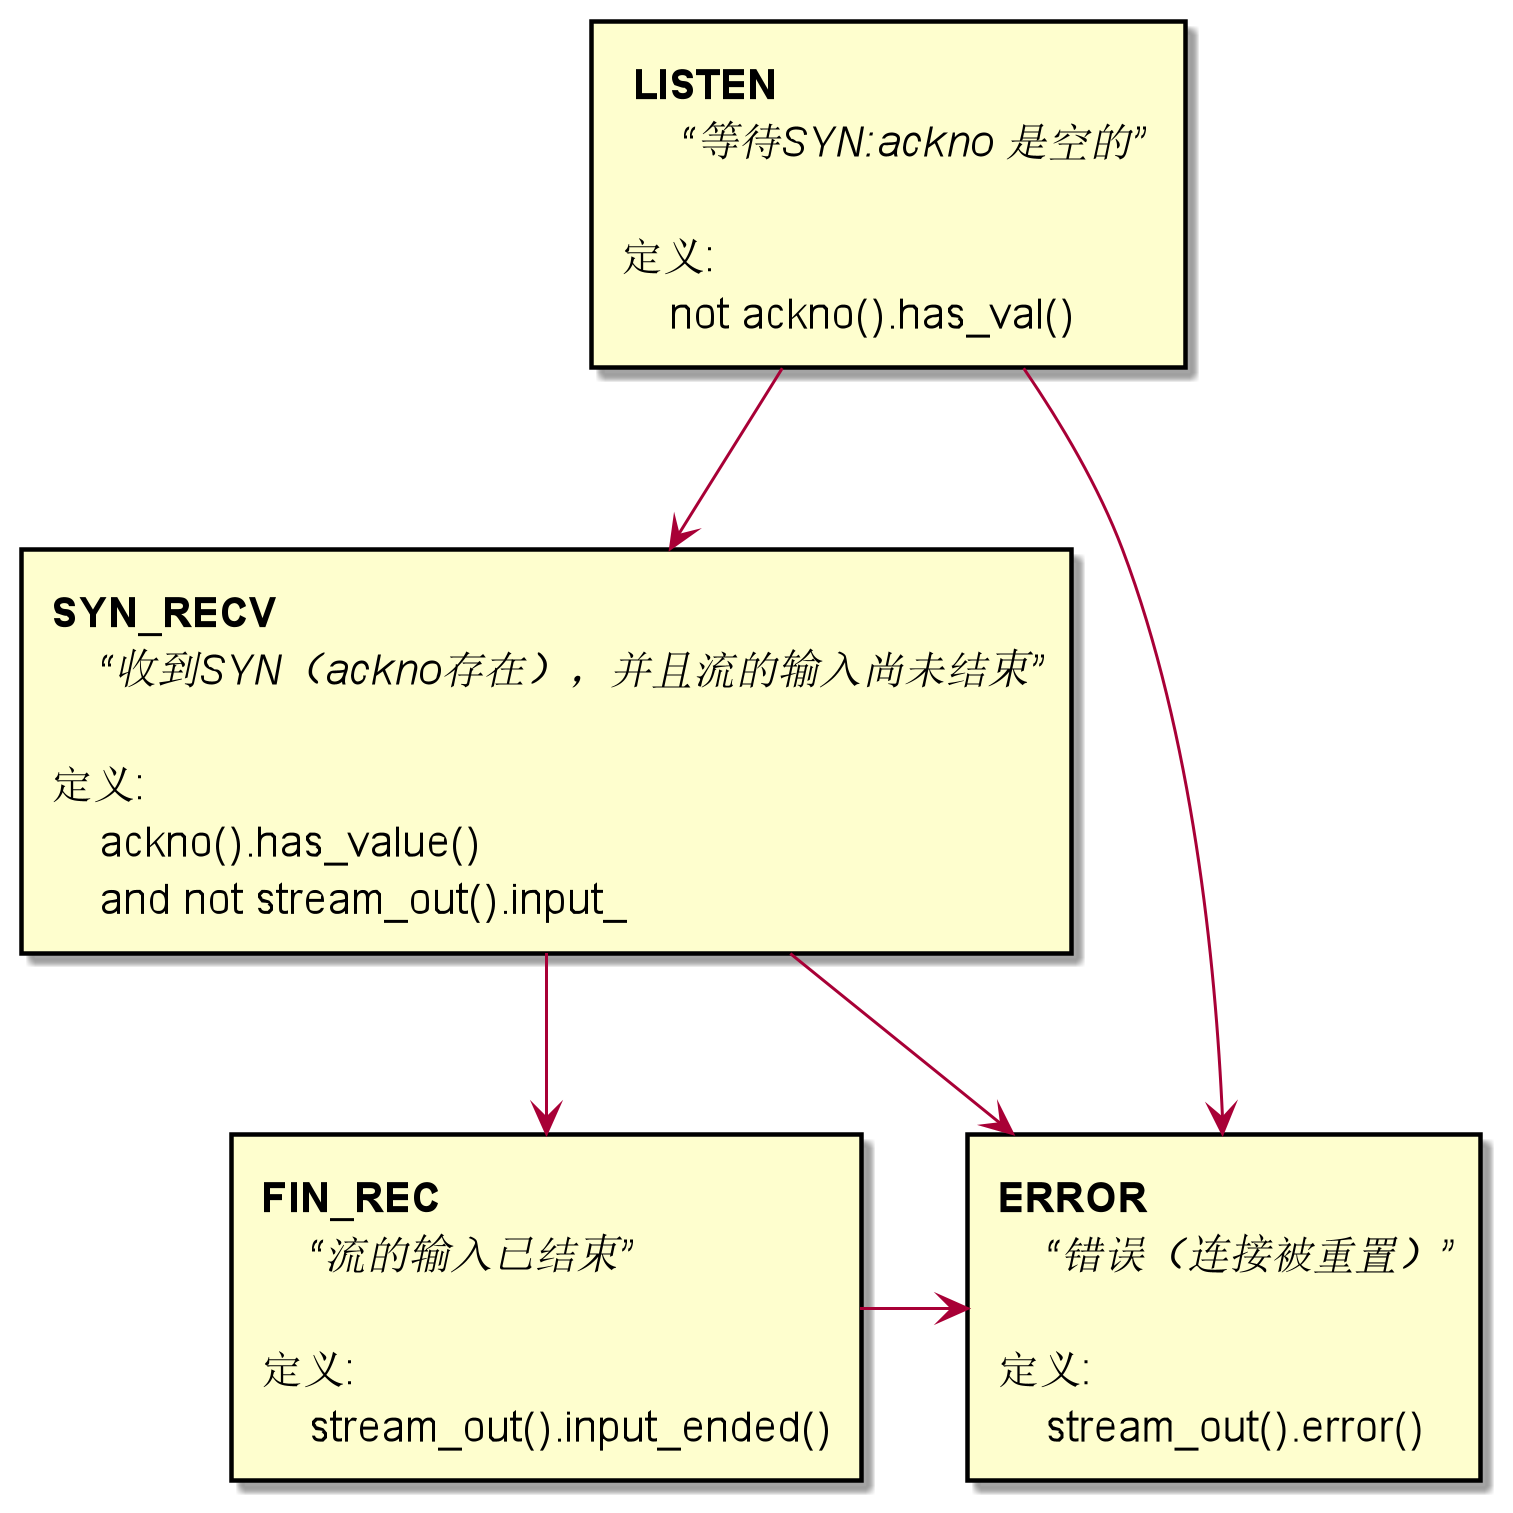 LISTEN
“等待SYN:ackno 是空的”
定义:
not ackno().has_val()
SYN_RECV
“收到SYN（ackno存在），并且流的输入尚未结束”
定义:
ackno().has_value()
and not stream_out().input_
FIN_REC
“流的输入已结束”
定义:
stream_out().input_ended()
ERROR
“错误（连接被重置）”
定义:
stream_out().error()